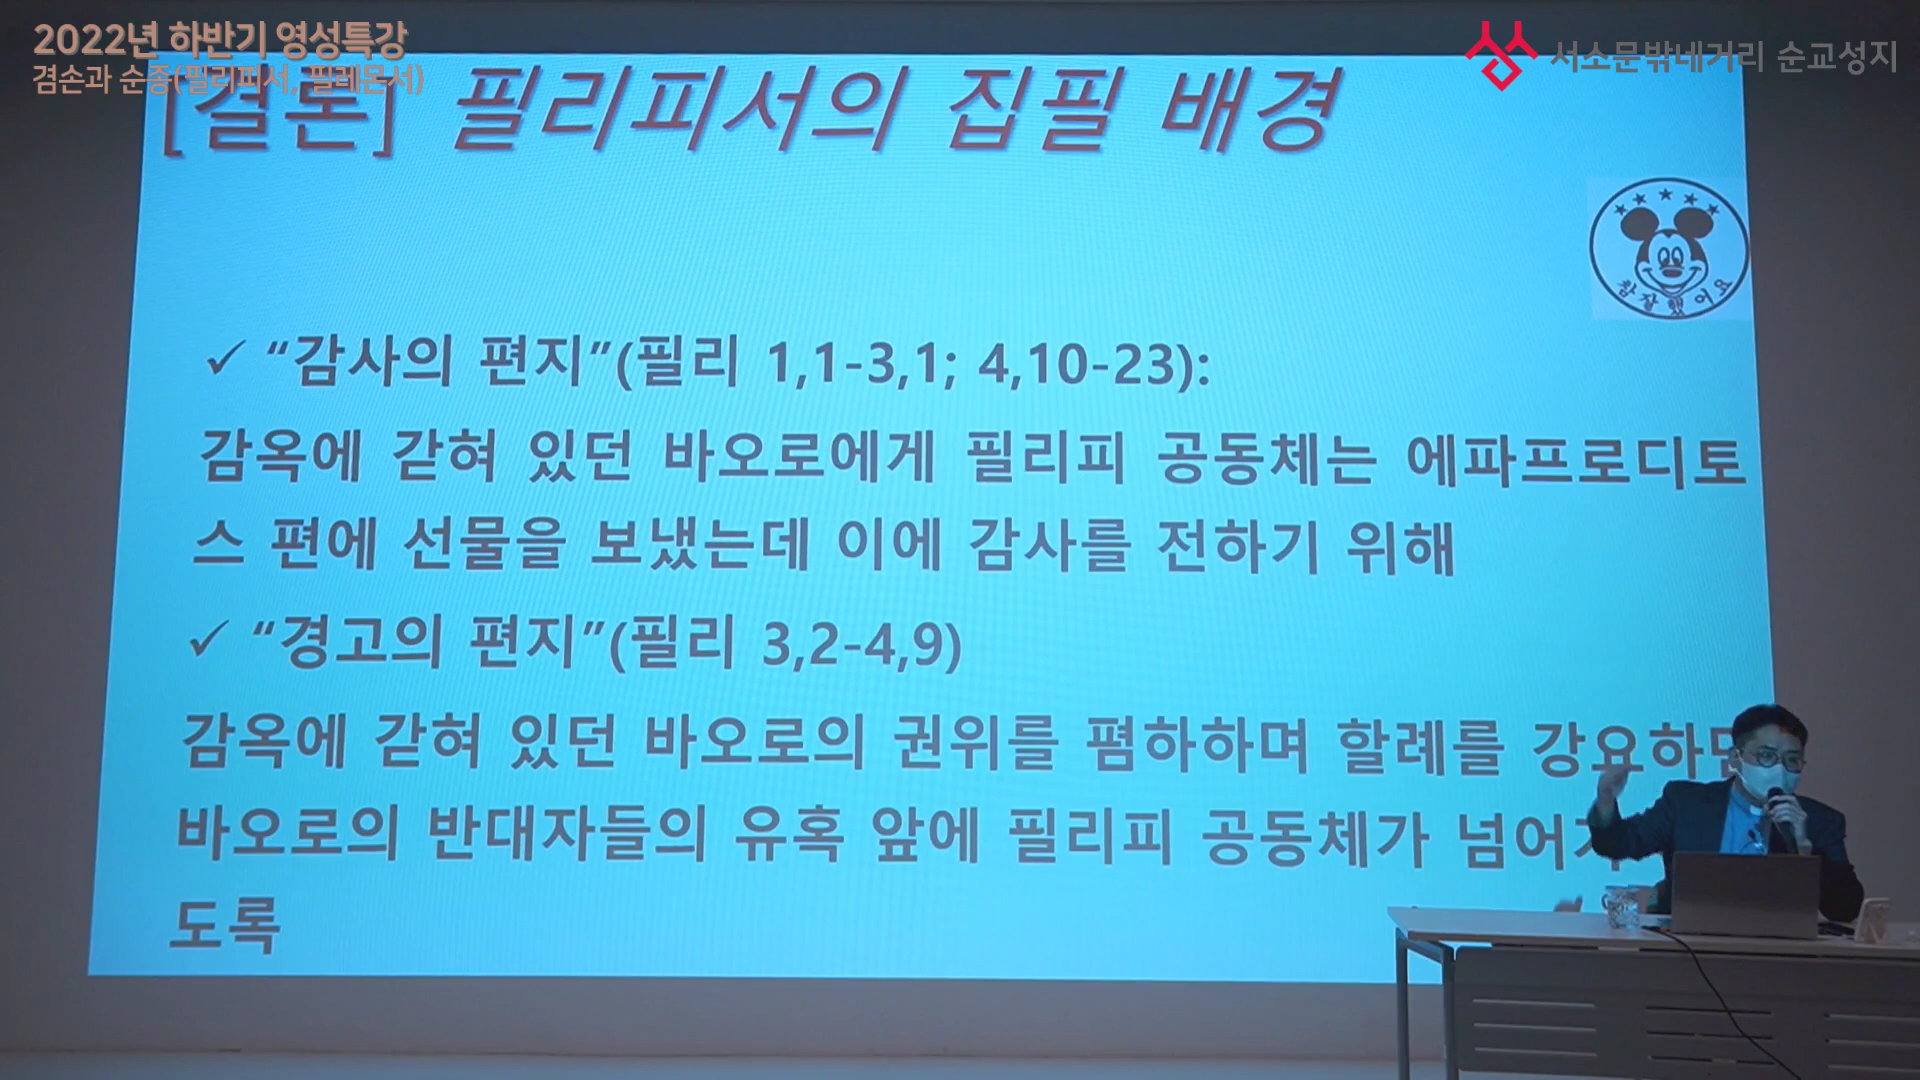 2022년 하반기 영성특강
겸손과 순종(필리피서, 필레몬서)
서소문밖네거리 순교성지
[결론] 필리피서의 집필 배경
참 잘 했 어 요
✓ “감사의 편지”(필리 1,1-3,1; 4,10-23):
감옥에 갇혀 있던 바오로에게 필리피 공동체는 에파프로디토
스 편에 선물을 보냈는데 이에 감사를 전하기 위해
✓ “경고의 편지”(필리 3,2-4,9)
감옥에 갇혀 있던 바오로의 권위를 폄하하며 할례를 강요하던
바오로의 반대자들의 유혹 앞에 필리피 공동체가
도록